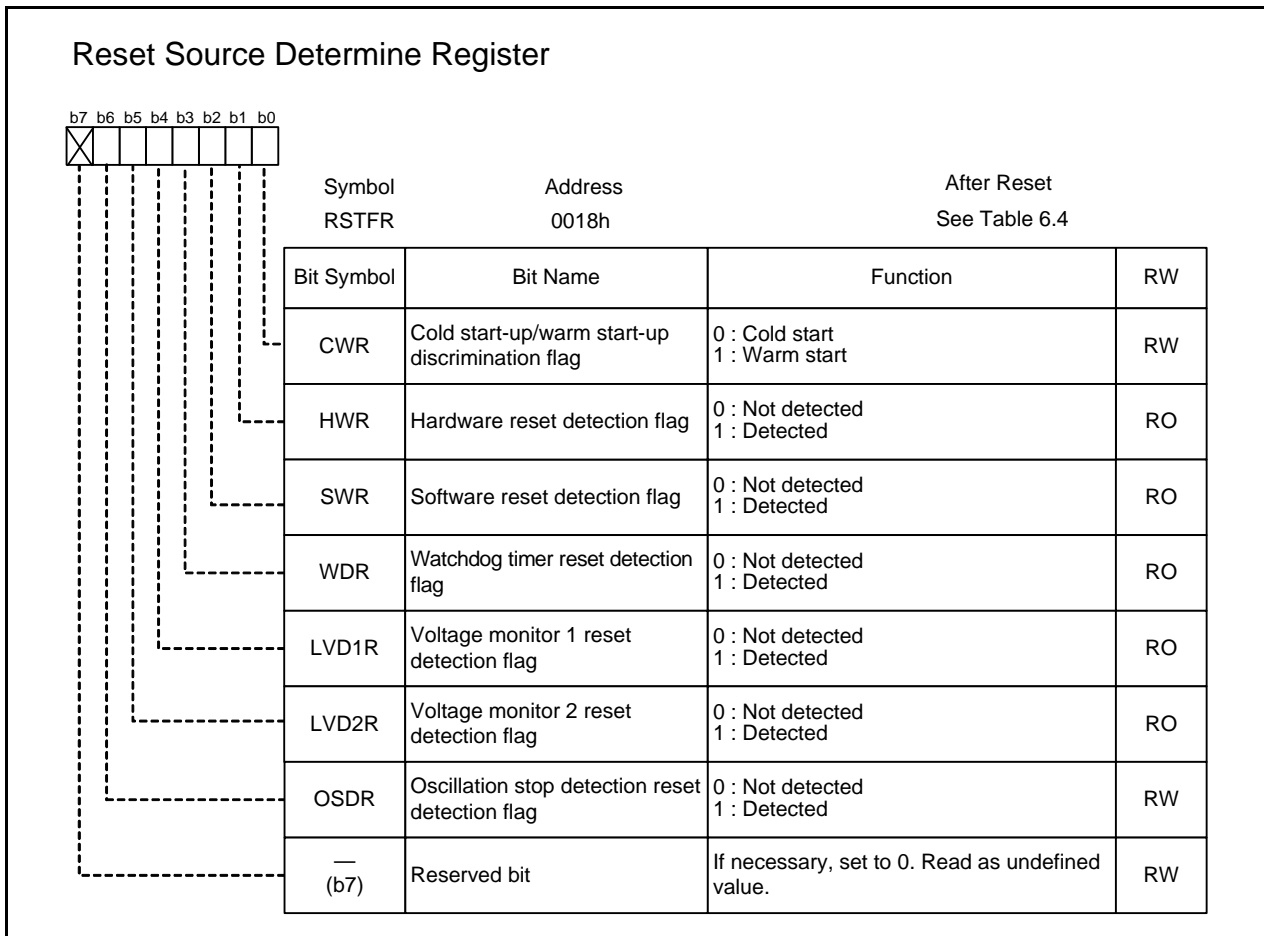 Reset Source Determine Register
b7 b6 b5 b4 b3 b2 b1 b0
Symbol Address After Reset
RSTFR 0018h See Table 6.4
Bit Symbol Bit Name Function RW
CWR Cold start-up/warm start-up discrimination flag 0 : Cold start 1 : Warm start RW
HWR Hardware reset detection flag 0 : Not detected 1 : Detected RO
SWR Software reset detection flag 0 : Not detected 1 : Detected RO
WDR Watchdog timer reset detection flag 0 : Not detected 1 : Detected RO
LVD1R Voltage monitor 1 reset detection flag 0 : Not detected 1 : Detected RO
LVD2R Voltage monitor 2 reset detection flag 0 : Not detected 1 : Detected RO
OSDR Oscillation stop detection reset detection flag 0 : Not detected 1 : Detected RW
— (b7) Reserved bit If necessary, set to 0. Read as undefined value. RW